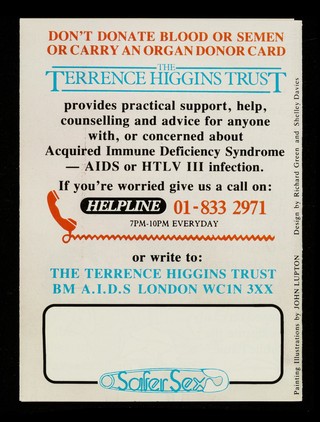 DON'T DONATE BLOOD OR SEMEN
OR CARRY AN ORGAN DONOR CARD
THE
TERRENCE HIGGINS TRUST
provides practical support, help,
counselling and advice for anyone
with, or concerned about
Acquired Immune Deficiency Syndrome
— AIDS or HTLV III infection.
If you're worried give us a call on:
HELPLINE 01-833 2971
7PM-10PM EVERYDAY
or write to:
THE TERRENCE HIGGINS TRUST
BM A.I.D.S LONDON WC1N 3XX
Safer Sex
Painting Illustrations by JOHN LUPTON Design by Richard Green and Shelley Davies